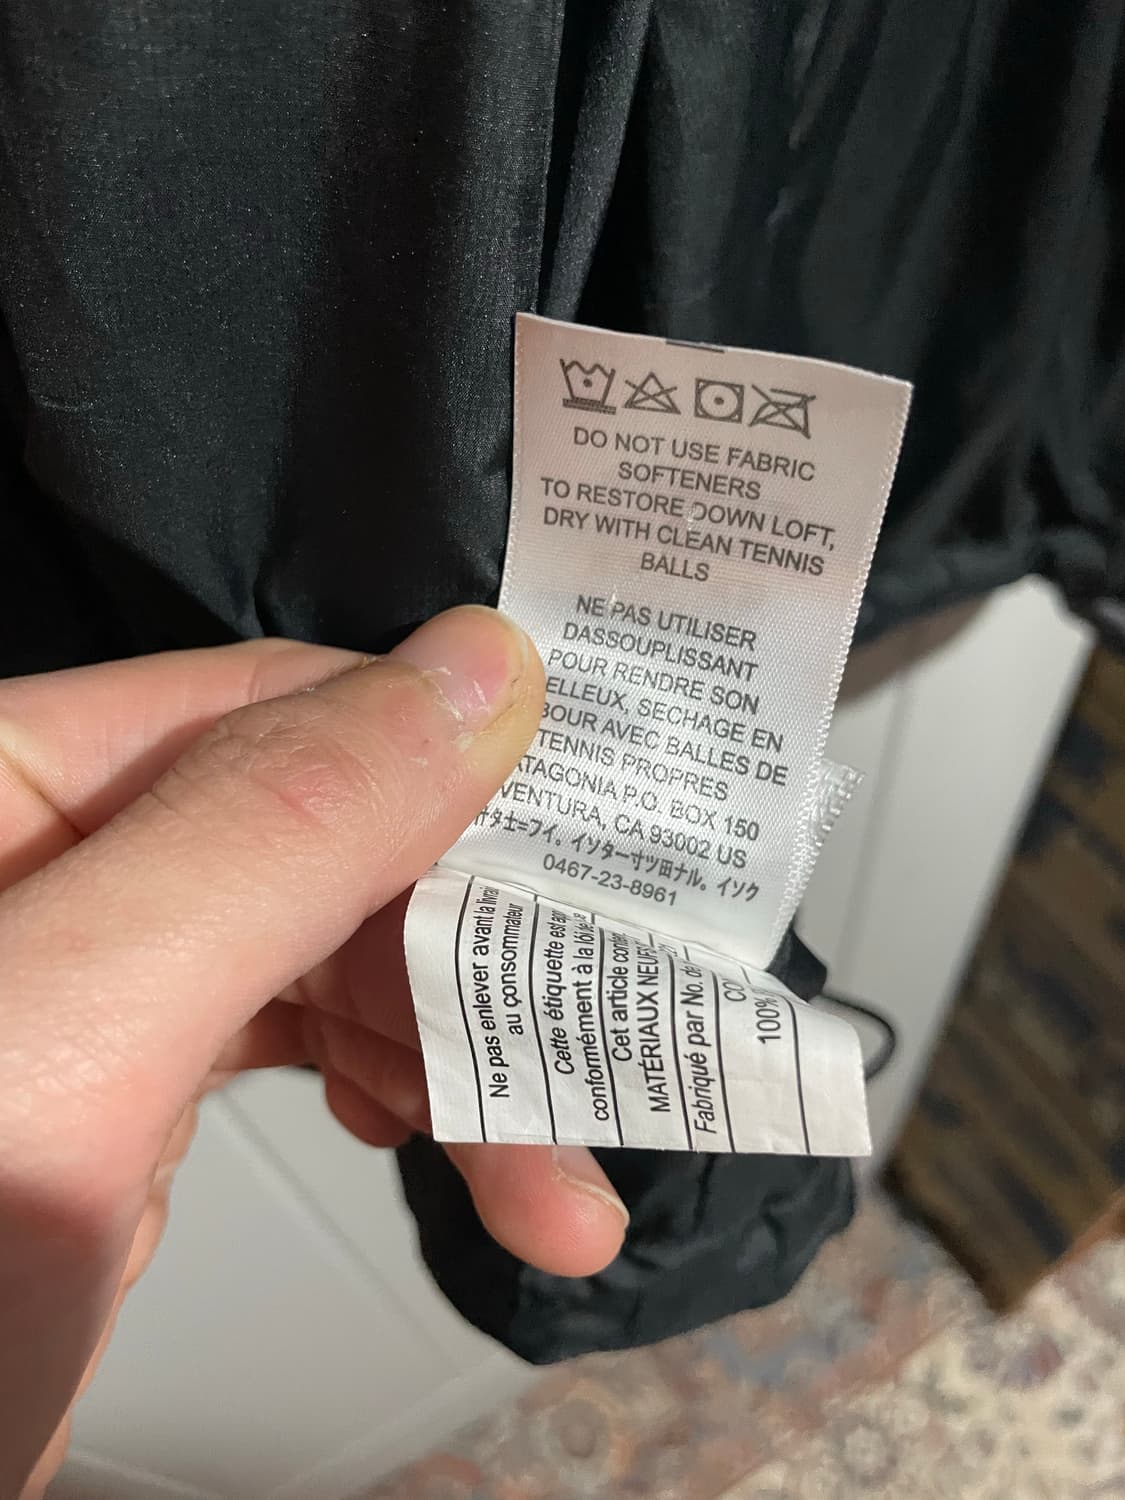 DO NOT USE FABRIC
SOFTENERS
TO RESTORE DOWN LOFT,
DRY WITH CLEAN TENNIS
BALLS
NE PAS UTILISER
DASSOUPLISSANT
POUR RENDRE SON
ELLEUX, SECHAGE EN
BOUR AVEC BALLES DE
TENNIS PROPRES
ATAGONIA P.O. BOX 150
VENTURA, CA 93002 US
0467-23-8961
Ne pas enlever avant la livrai
au consommateur
Cette étiquette est
conformément à la
Cet article
MATÉRIAUX NEUFS
Fabriqué par No. de
CO
100%